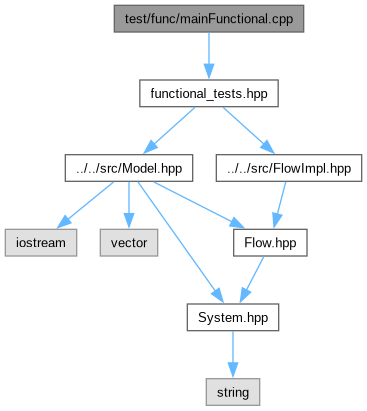 test/func/mainFunctional.cpp
functional_tests.hpp
../../src/Model.hpp
../../src/FlowImpl.hpp
iostream
vector
Flow.hpp
System.hpp
string